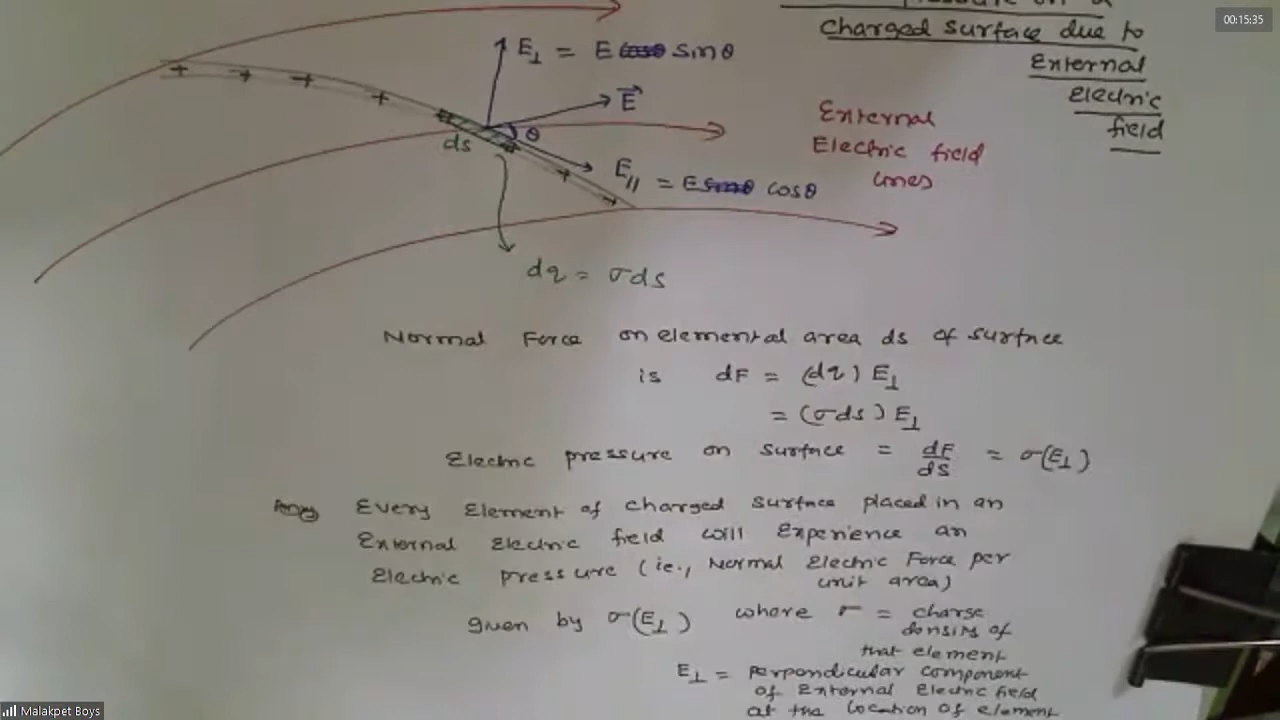 00:15:35
charged surface due to
External
electric
field
E⊥ = E sinθ
E⃗
θ
ds
E// = E cosθ
External
Electric field
lines
dq = σds
Normal Force on elemental area ds of surface
is dF = (dq) E⊥
= (σds) E⊥
Electric pressure on surface = dF/ds = σ(E⊥)
Every Element of charged surface placed in an
External Electric field will Experience an
Electric pressure (ie., Normal Electric Force per
unit area)
given by σ(E⊥) where σ = charge
density of
that element
E⊥ = perpendicular component
of External Electric field
at the location of element
Malakpet Boys